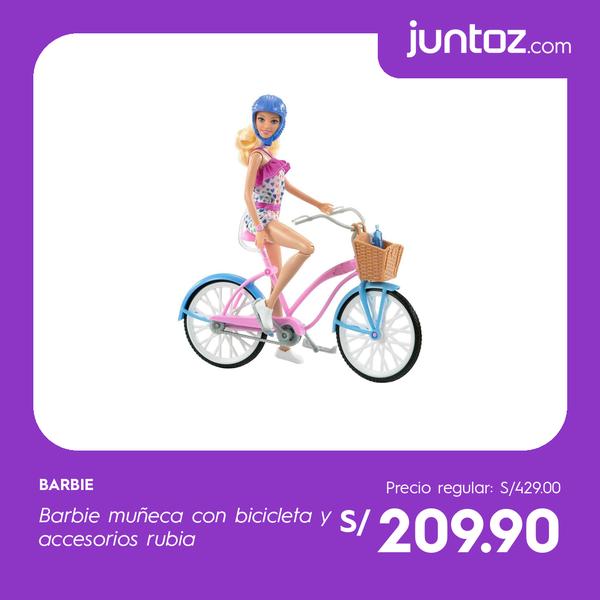 juntoz.com
BARBIE
Barbie muñeca con bicicleta y
accesorios rubia
Precio regular: S/429.00
S/ 209.90